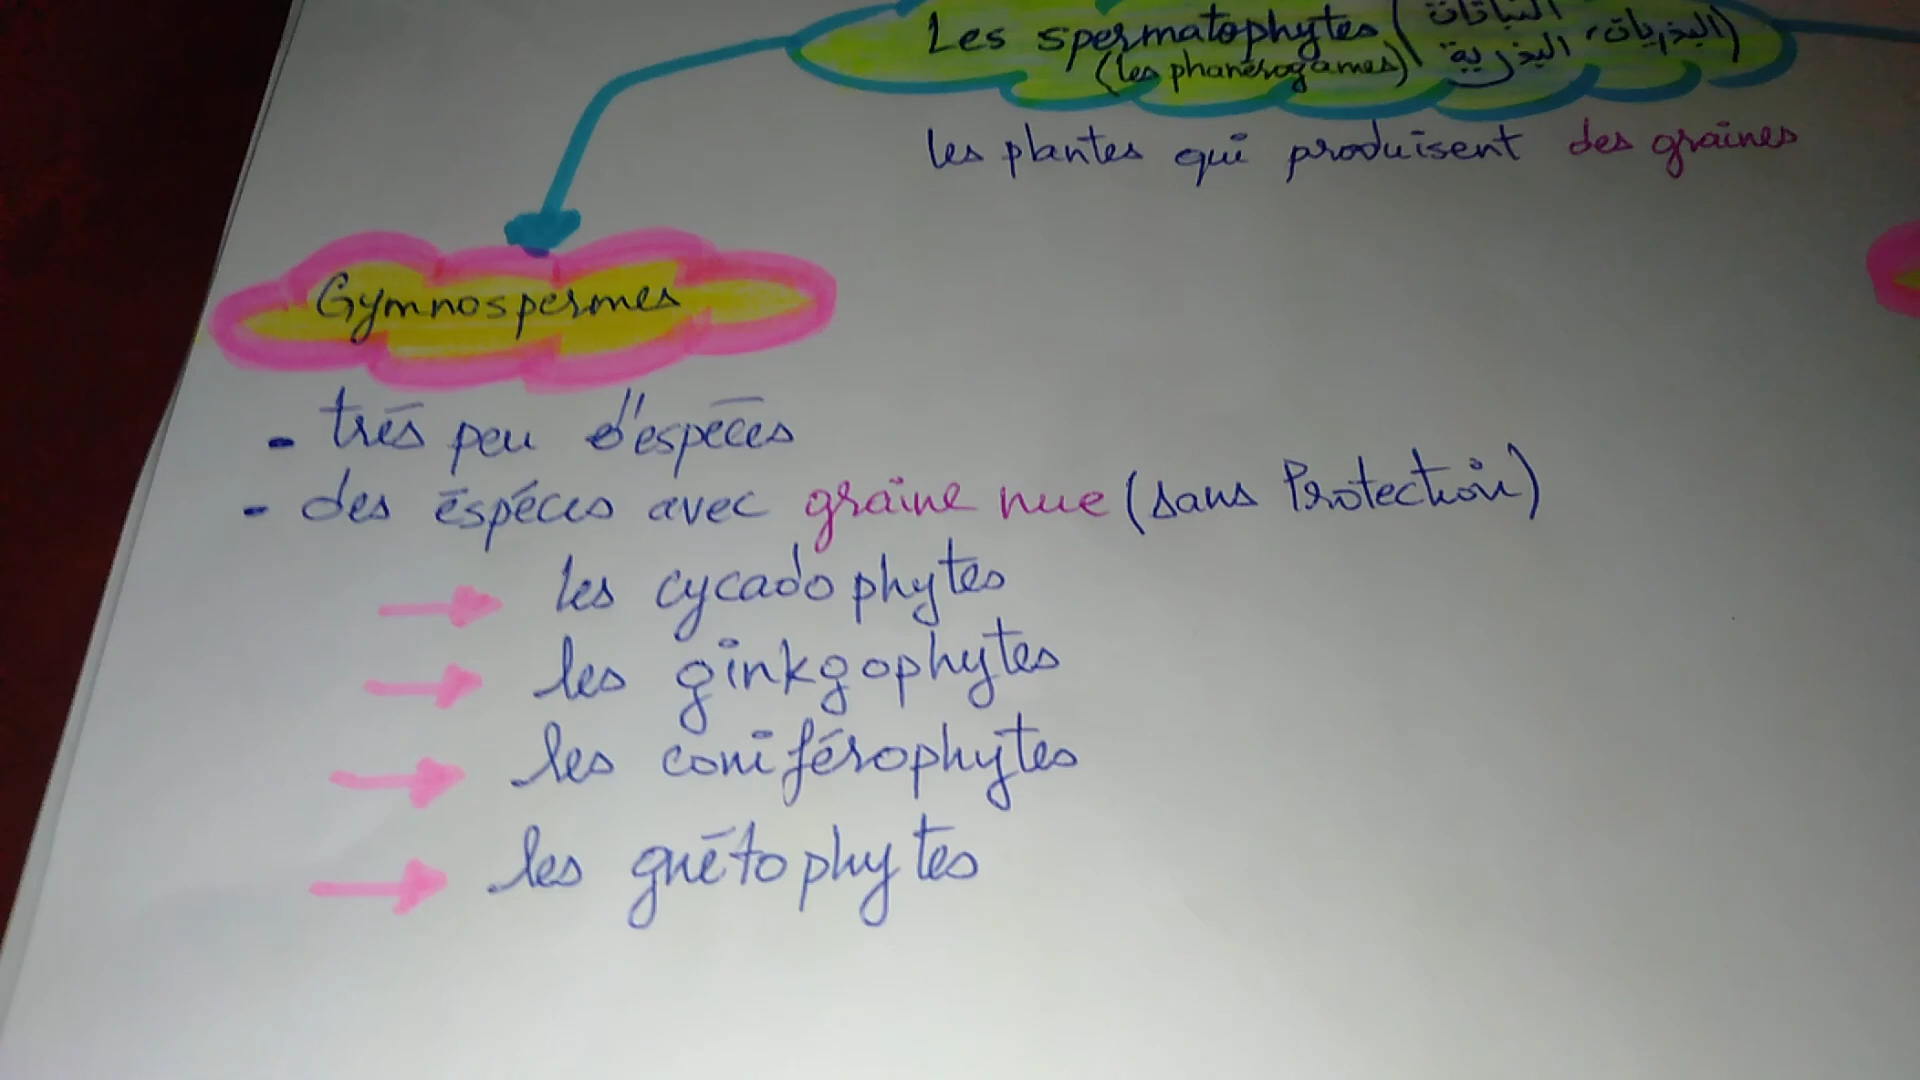 Les spermatophytes (النباتات البذرية، البذريات)
(les phanérogames)
les plantes qui produisent des graines
Gymnospermes
- très peu d'espèces
- des éspéces avec graine nue (sans Protection)
les cycadophytes
les ginkgophytes
les coniférophytes
les gnétophytes